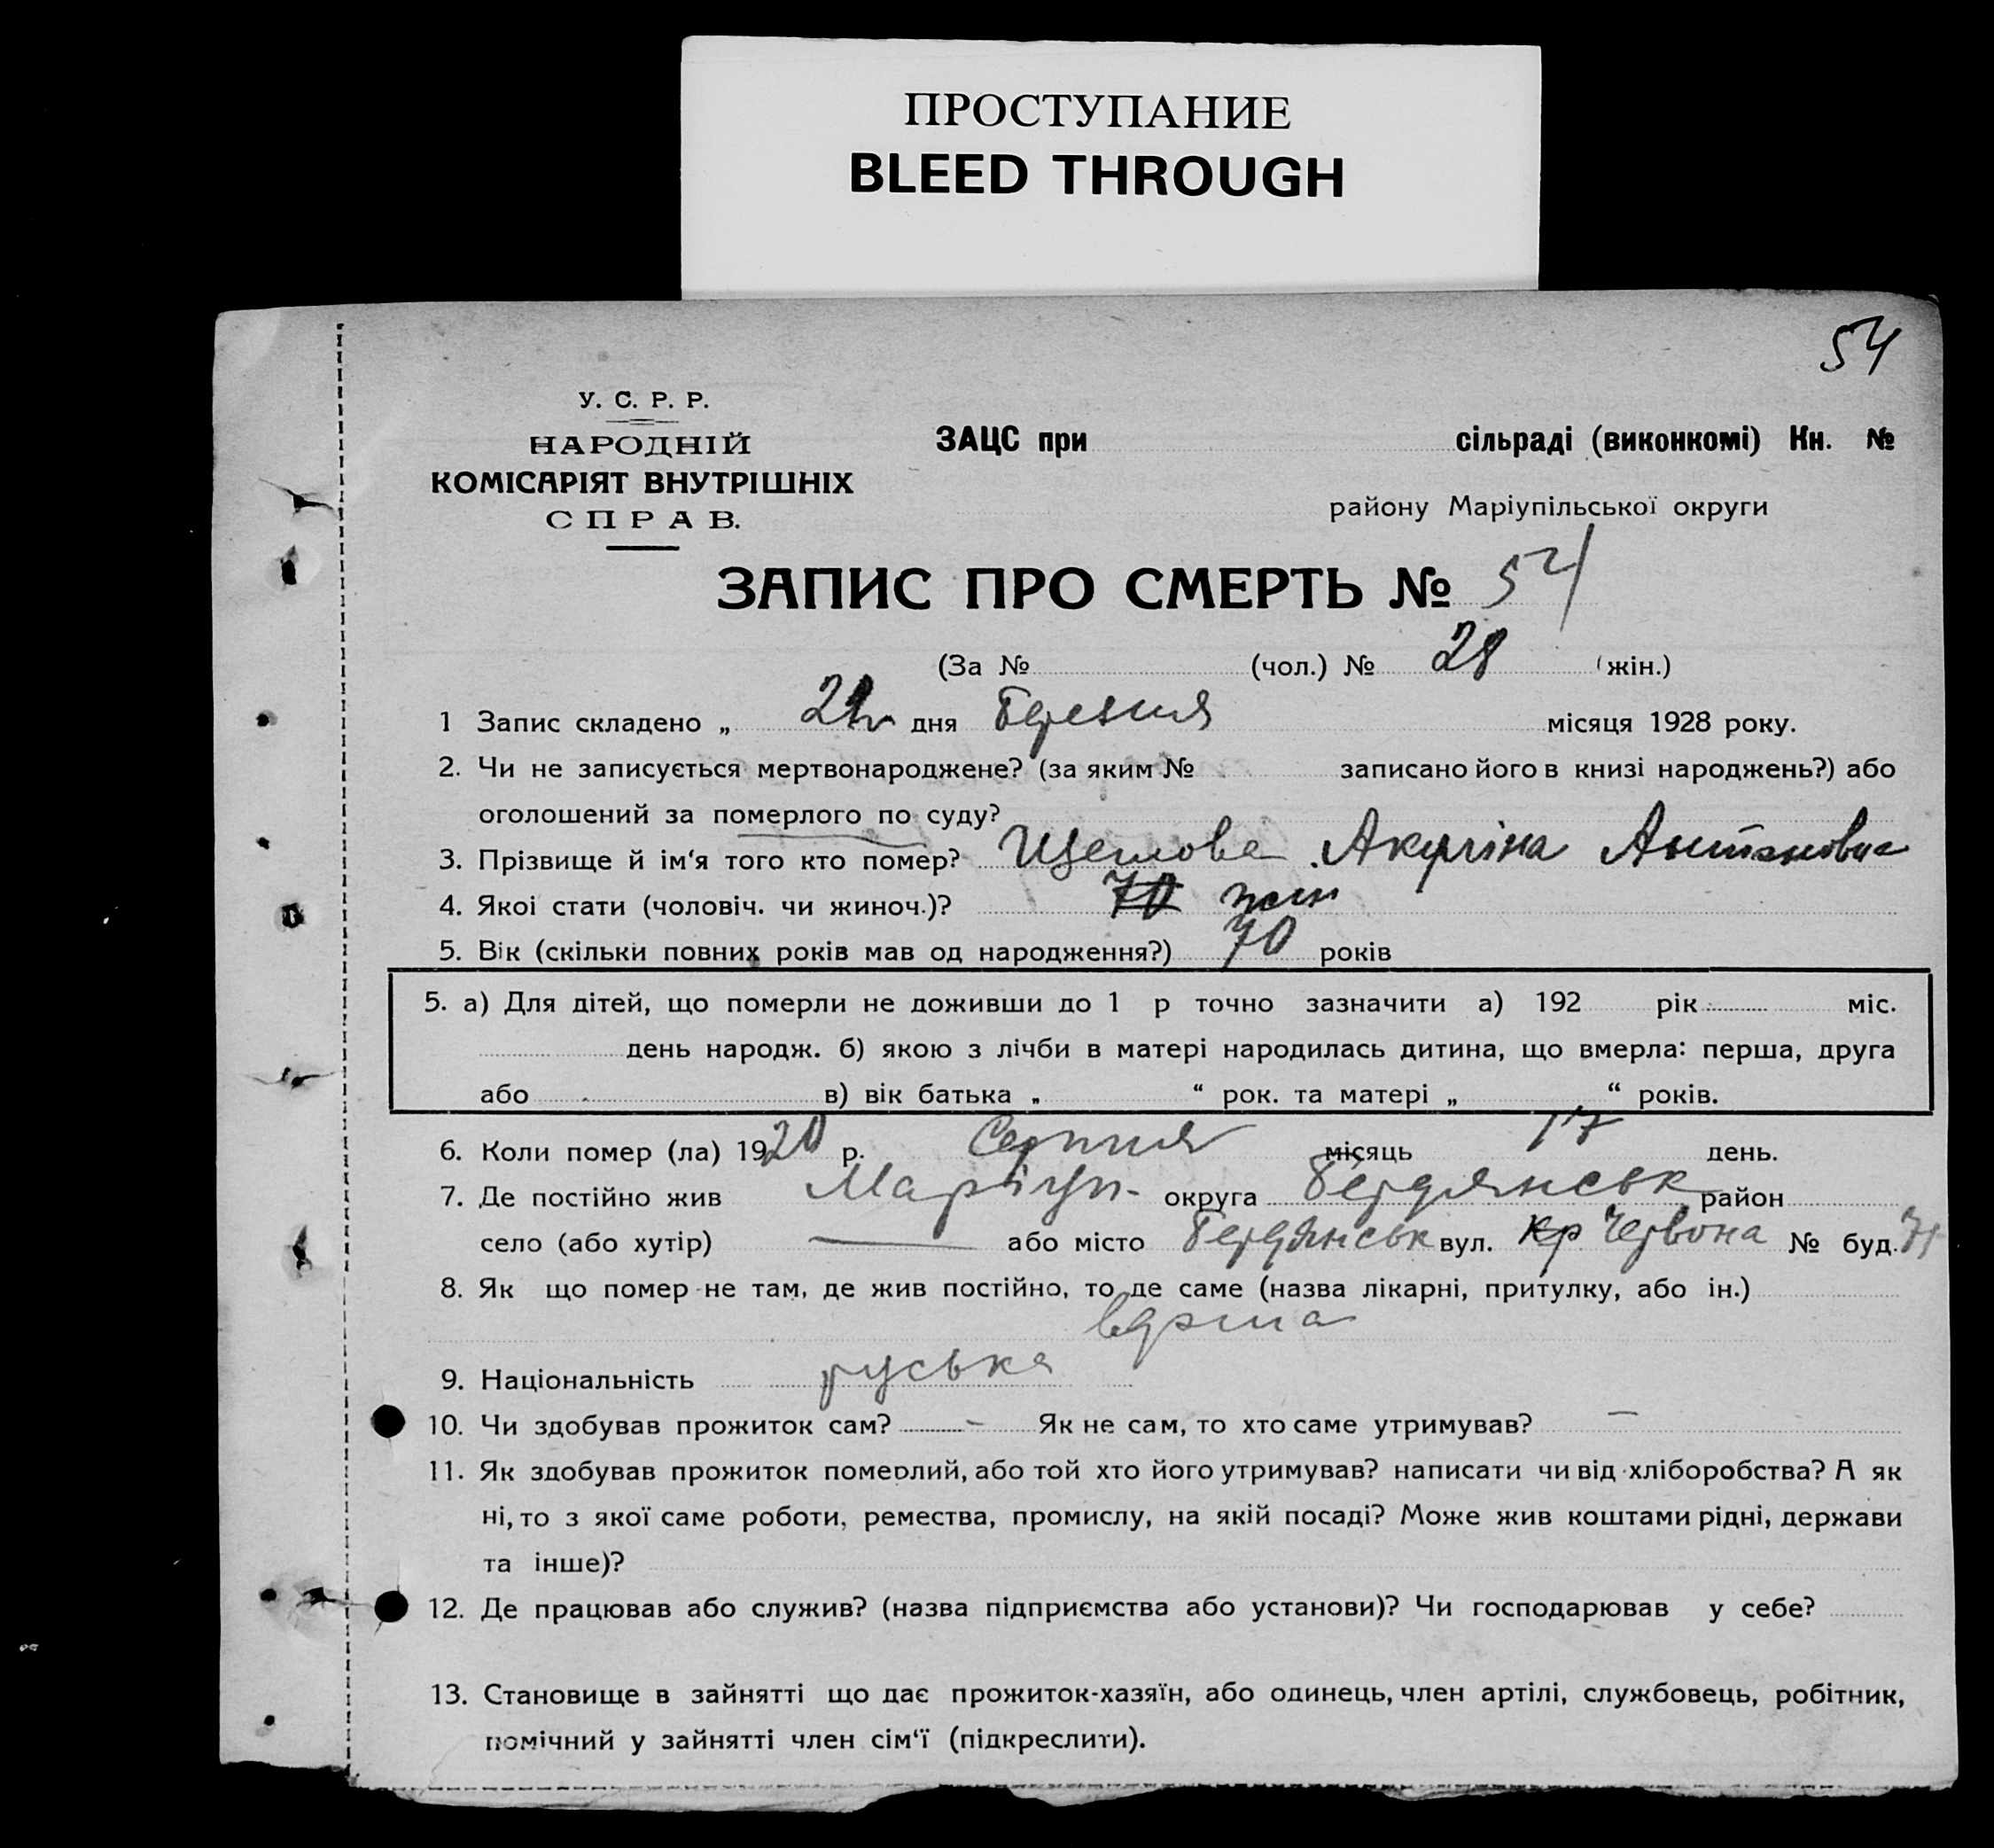 ПРОСТУПАНИЕ
BLEED THROUGH
54
У. С. Р. Р.
НАРОДНІЙ
КОМІСАРІЯТ ВНУТРІШНІХ
СПРАВ.
ЗАЦС при сільраді (виконкомі) Кн. №
району Маріупільської округи
ЗАПИС ПРО СМЕРТЬ № 54
(За № (чол.) № 28 (жін.)
1 Запис складено „ дня Березня місяця 1928 року.
2. Чи не записується мертвонароджене? (за яким № записано його в книзі народжень?) або
оголошений за померлого по суду?
3. Прізвище й ім‘я того кто помер? Акуліна Антоновна
4. Якоі стати (чоловіч. чи жиноч.)? 70 жін
5. Вік (скільки повних років мав од народження?) 70 років
5. а) Для дітей, що померли не доживши до 1 р точно зазначити а) 192 рік міс.
день народж. б) якою з лічби в матері народилась дитина, що вмерла: перша, друга
або в) вік батька „ “ рок. та матері „ “ років.
6. Коли помер (ла) 1920 р. Серпня місяць 17 день.
7. Де постійно жив Маріуп. округа Бердянськ район
село (або хутір) — або місто Бердянськ вул. Кр Червона № буд.
8. Як що помер не там, де жив постійно, то де саме (назва лікарні, притулку, або ін.)
вдома
9. Національність руська
10. Чи здобував прожиток сам? – Як не сам, то хто саме утримував? —
11. Як здобував прожиток померлий, або той хто його утримував? написати чи від хліборобства? А як
ні, то з якої саме роботи, ремества, промислу, на якій посаді? Може жив коштами рідні, держави
та інше)?
12. Де працював або служив? (назва підприємства або установи)? Чи господарював у себе?
13. Становище в зайнятті що дає прожиток-хазяїн, або одинець, член артілі, службовець, робітник,
помічний у зайнятті член сім‘ї (підкреслити).